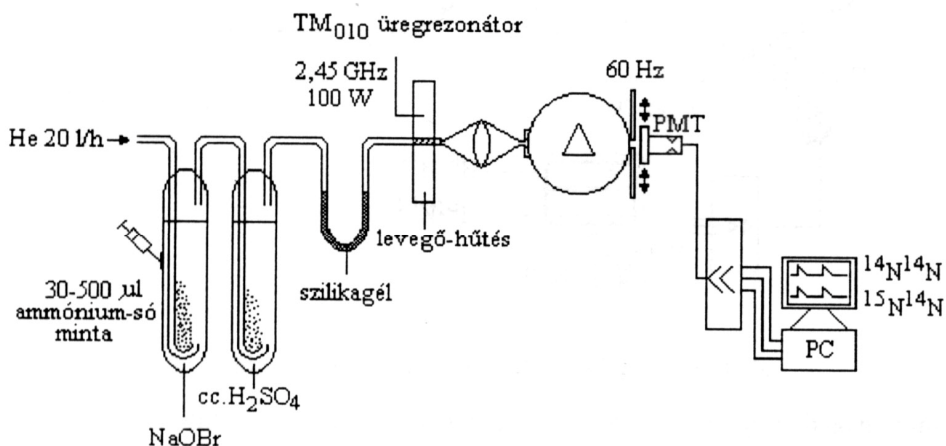 TM010 üregrezonátor
2,45 GHz
100 W
60 Hz
He 20 l/h
PMT
levegő-hűtés
szilikagél
30-500 µl
ammónium-só
minta
14N14N
15N14N
PC
cc.H2SO4
NaOBr